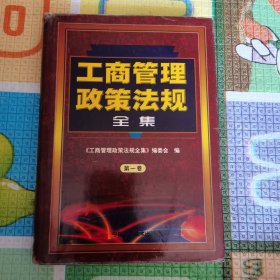 工商管理
政策法规
全集
《工商管理政策法规全集》编委会 编
第一卷